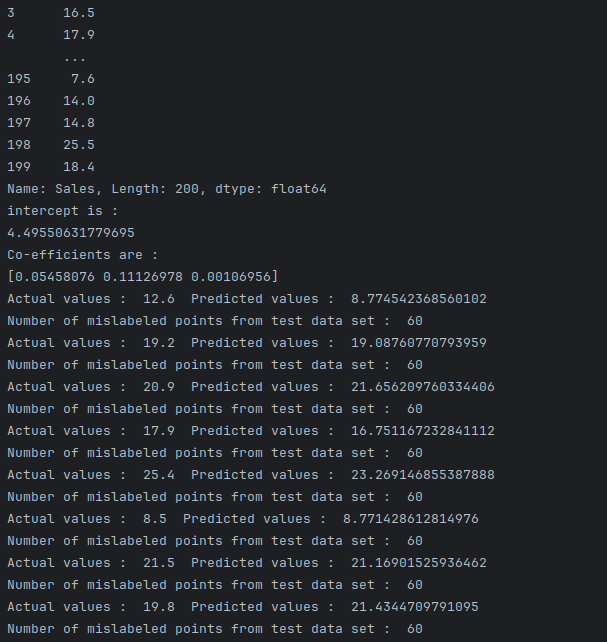 3      16.5
4      17.9
       ...
195     7.6
196    14.0
197    14.8
198    25.5
199    18.4
Name: Sales, Length: 200, dtype: float64
intercept is :
4.49550631779695
Co-efficients are :
[0.05458076 0.11126978 0.00106956]
Actual values :  12.6  Predicted values :  8.774542368560102
Number of mislabeled points from test data set :  60
Actual values :  19.2  Predicted values :  19.08760770793959
Number of mislabeled points from test data set :  60
Actual values :  20.9  Predicted values :  21.656209760334406
Number of mislabeled points from test data set :  60
Actual values :  17.9  Predicted values :  16.751167232841112
Number of mislabeled points from test data set :  60
Actual values :  25.4  Predicted values :  23.269146855387888
Number of mislabeled points from test data set :  60
Actual values :  8.5  Predicted values :  8.771428612814976
Number of mislabeled points from test data set :  60
Actual values :  21.5  Predicted values :  21.16901525936462
Number of mislabeled points from test data set :  60
Actual values :  19.8  Predicted values :  21.4344709791095
Number of mislabeled points from test data set :  60